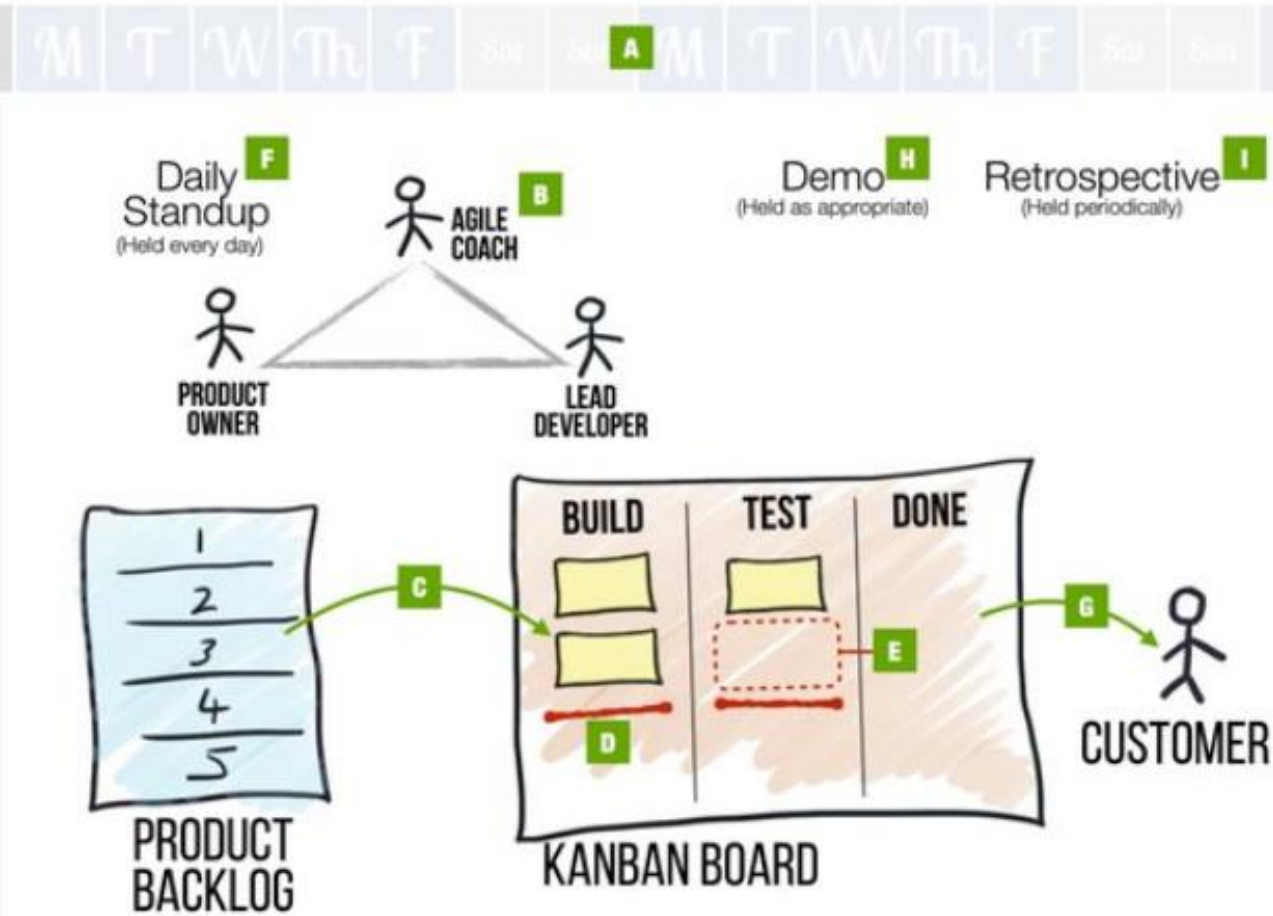 M T W Th F Sat Sun A M T W Th F Sat Sun
Daily F
Standup
(Held every day)
B
AGILE
COACH
Demo H
(Held as appropriate)
Retrospective I
(Held periodically)
PRODUCT
OWNER
LEAD
DEVELOPER
1
2
3
4
5
PRODUCT
BACKLOG
C
BUILD TEST DONE
E
D
KANBAN BOARD
G
CUSTOMER